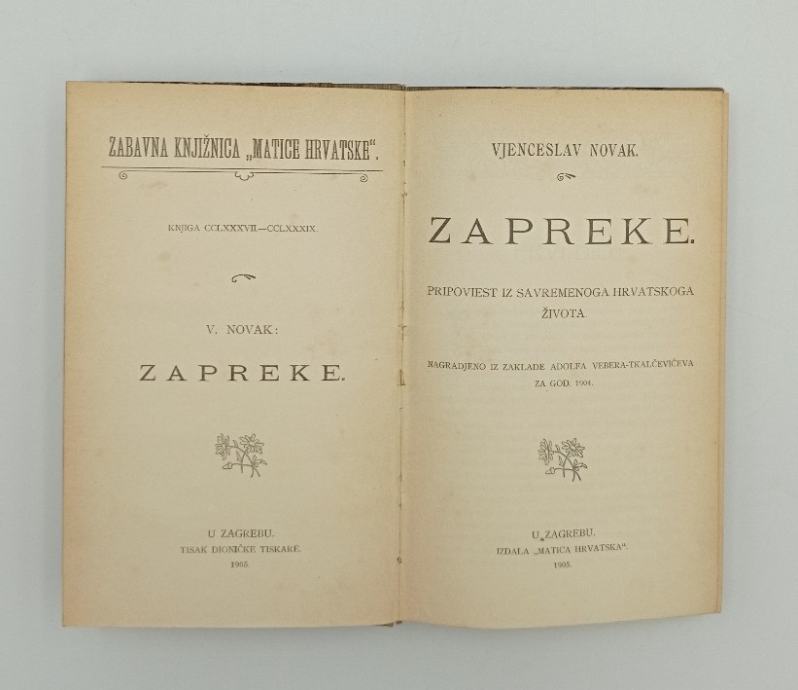 ZABAVNA KNJIŽNICA „MATICE HRVATSKE“.
KNJIGA CCLXXXVII.—CCLXXXIX.
V. NOVAK:
ZAPREKE.
U ZAGREBU.
TISAK DIONIČKE TISKARE.
1905.
VJENCESLAV NOVAK.
ZAPREKE.
PRIPOVIEST IZ SAVREMENOGA HRVATSKOGA
ŽIVOTA.
NAGRADJENO IZ ZAKLADE ADOLFA VEBERA-TKALČEVIĆEVA
ZA GOD. 1904.
U ZAGREBU.
IZDALA „MATICA HRVATSKA“.
1905.